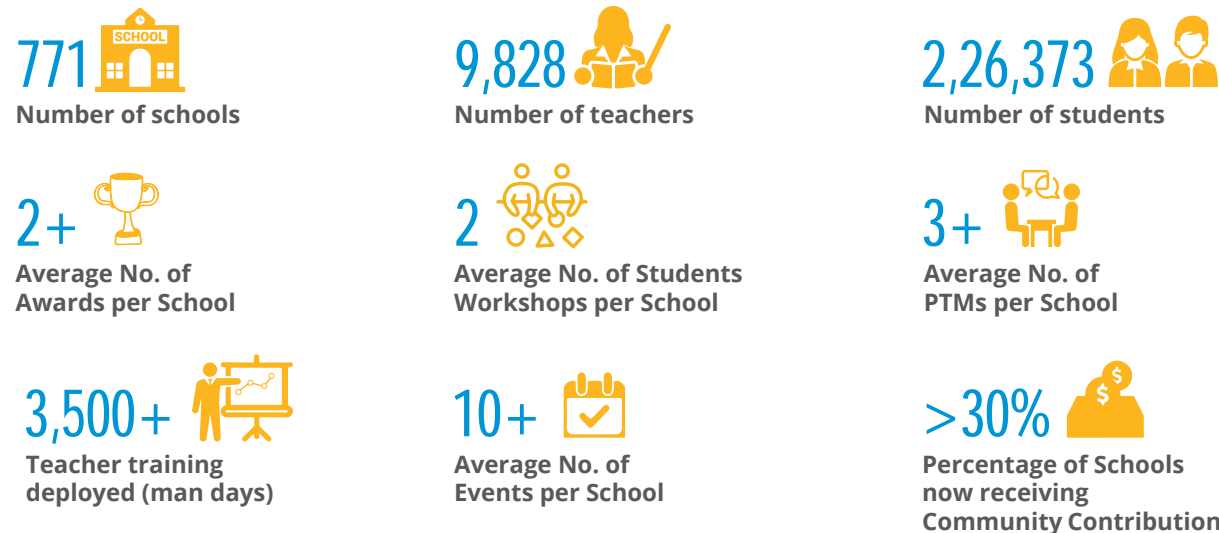 771
SCHOOL
Number of schools
9,828
Number of teachers
2,26,373
Number of students
2+
Average No. of
Awards per School
2
Average No. of Students
Workshops per School
3+
Average No. of
PTMs per School
3,500+
Teacher training
deployed (man days)
10+
Average No. of
Events per School
>30%
$
$
Percentage of Schools
now receiving
Community Contribution